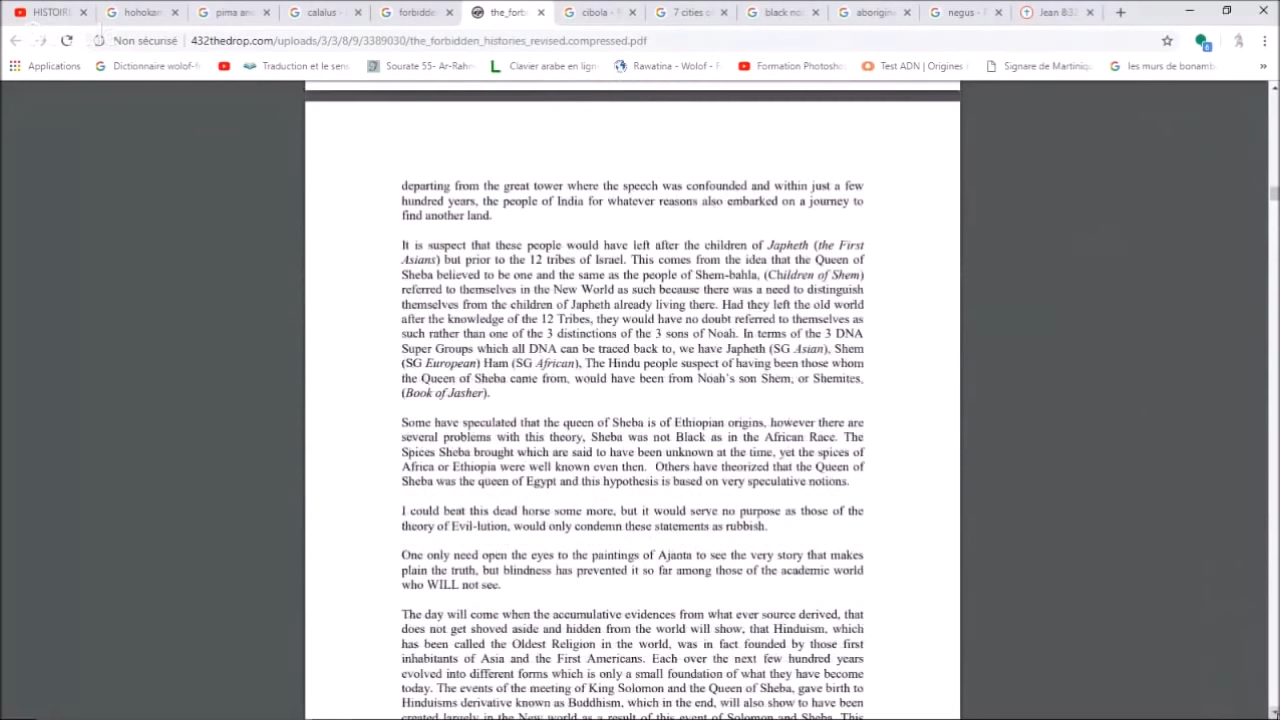 HISTOIRE
hohokam
pima an
calalus -
forbidde
the_forb
cibola - F
7 cities o
black no
aborigin
negus - T
Jean 8:32
Non sécurisé
432thedrop.com/uploads/3/3/8/9/3389030/the_forbidden_histories_revised.compressed.pdf
6
Applications
Dictionnaire wolof-fr
Traduction et le sens
Sourate 55- Ar-Rahm
Clavier arabe en lign
Rawatina - Wolof - F
Formation Photosho
Test ADN | Origines
Signare de Martiniqu
les murs de bonamb
»
departing from the great tower where the speech was confounded and within just a few
hundred years, the people of India for whatever reasons also embarked on a journey to
find another land.
It is suspect that these people would have left after the children of Japheth (the First
Asians) but prior to the 12 tribes of Israel. This comes from the idea that the Queen of
Sheba believed to be one and the same as the people of Shem-bahla, (Children of Shem)
referred to themselves in the New World as such because there was a need to distinguish
themselves from the children of Japheth already living there. Had they left the old world
after the knowledge of the 12 Tribes, they would have no doubt referred to themselves as
such rather than one of the 3 distinctions of the 3 sons of Noah. In terms of the 3 DNA
Super Groups which all DNA can be traced back to, we have Japheth (SG Asian), Shem
(SG European) Ham (SG African), The Hindu people suspect of having been those whom
the Queen of Sheba came from, would have been from Noah's son Shem, or Shemites,
(Book of Jasher).
Some have speculated that the queen of Sheba is of Ethiopian origins, however there are
several problems with this theory, Sheba was not Black as in the African Race. The
Spices Sheba brought which are said to have been unknown at the time, yet the spices of
Africa or Ethiopia were well known even then. Others have theorized that the Queen of
Sheba was the queen of Egypt and this hypothesis is based on very speculative notions.
I could beat this dead horse some more, but it would serve no purpose as those of the
theory of Evil-lution, would only condemn these statements as rubbish.
One only need open the eyes to the paintings of Ajanta to see the very story that makes
plain the truth, but blindness has prevented it so far among those of the academic world
who WILL not see.
The day will come when the accumulative evidences from what ever source derived, that
does not get shoved aside and hidden from the world will show, that Hinduism, which
has been called the Oldest Religion in the world, was in fact founded by those first
inhabitants of Asia and the First Americans. Each over the next few hundred years
evolved into different forms which is only a small foundation of what they have become
today. The events of the meeting of King Solomon and the Queen of Sheba, gave birth to
Hinduisms derivative known as Buddhism, which in the end, will also show to have been
created largely in the New world as a result of this event of Solomon and Sheba. This